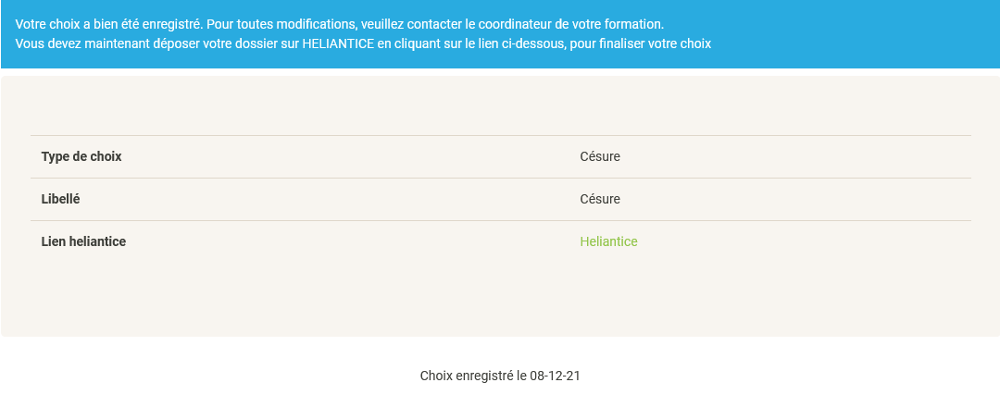 Votre choix a bien été enregistré. Pour toutes modifications, veuillez contacter le coordinateur de votre formation.
Vous devez maintenant déposer votre dossier sur HELIANTICE en cliquant sur le lien ci-dessous, pour finaliser votre choix
Type de choix Césure
Libellé Césure
Lien heliantice Heliantice
Choix enregistré le 08-12-21